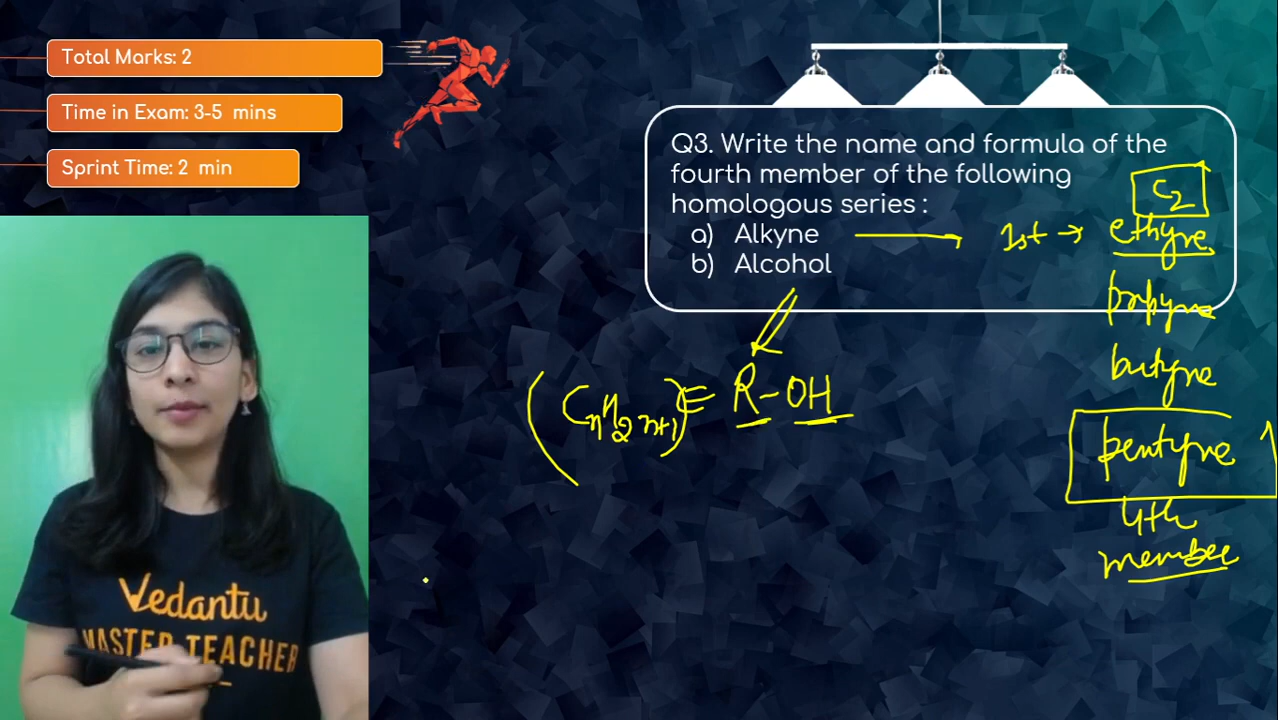 Total Marks: 2
Time in Exam: 3-5 mins
Sprint Time: 2 min
Q3. Write the name and formula of the
fourth member of the following
homologous series :
a) Alkyne
b) Alcohol
C2
1st → ethyne
propyne
butyne
pentyne
4th
member
(CnH2n+1) = R-OH
Vedantu
MASTER TEACHER